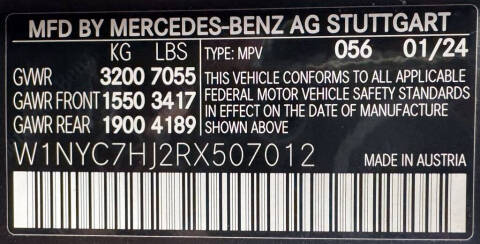 MFD BY MERCEDES-BENZ AG STUTTGART
KG LBS TYPE: MPV 056 01/24
GVWR 3200 7055 THIS VEHICLE CONFORMS TO ALL APPLICABLE
GAWR FRONT 1550 3417 FEDERAL MOTOR VEHICLE SAFETY STANDARDS
IN EFFECT ON THE DATE OF MANUFACTURE
GAWR REAR 1900 4189 SHOWN ABOVE
W1NYC7HJ2RX507012 MADE IN AUSTRIA